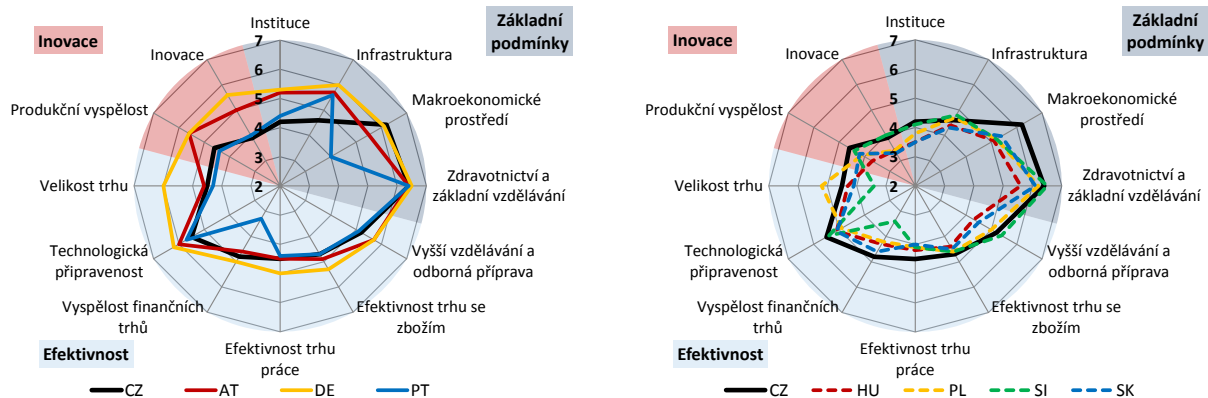 Instituce
Infrastruktura
Makroekonomické
prostředí
Zdravotnictví a
základní vzdělávání
Vyšší vzdělávání a
odborná příprava
Efektivnost trhu se
zbožím
Efektivnost trhu
práce
Vyspělost finančních
trhů
Technologická
připravenost
Velikost trhu
Produkční vyspělost
Inovace
7
6
5
4
3
2
Inovace
Základní
podmínky
Efektivnost
CZ AT DE PT
Instituce
Infrastruktura
Makroekonomické
prostředí
Zdravotnictví a
základní vzdělávání
Vyšší vzdělávání a
odborná příprava
Efektivnost trhu se
zbožím
Efektivnost trhu
práce
Vyspělost finančních
trhů
Technologická
připravenost
Velikost trhu
Produkční vyspělost
Inovace
7
6
5
4
3
2
Inovace
Základní
podmínky
Efektivnost
CZ HU PL SI SK